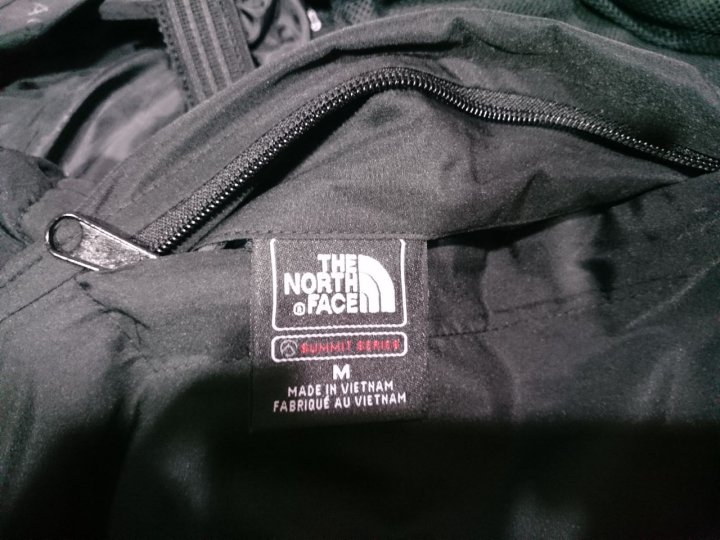 THE
NORTH
FACE
SUMMIT SERIES
M
MADE IN VIETNAM
FABRIQUÉ AU VIETNAM